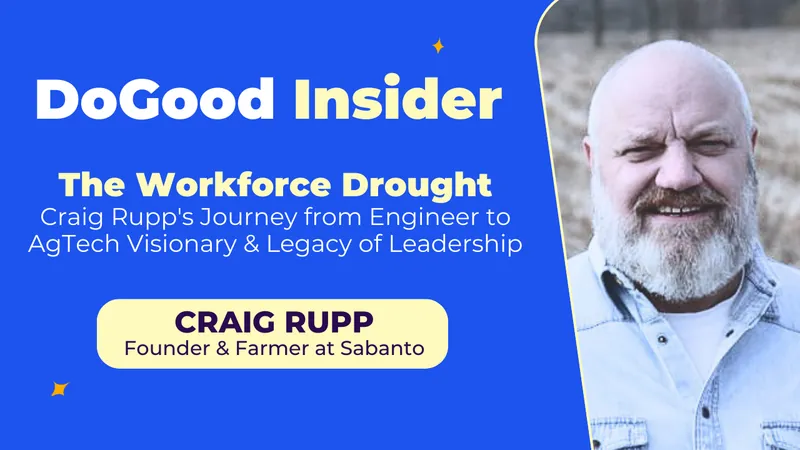 DoGood Insider
The Workforce Drought
Craig Rupp's Journey from Engineer to
AgTech Visionary & Legacy of Leadership
CRAIG RUPP
Founder & Farmer at Sabanto